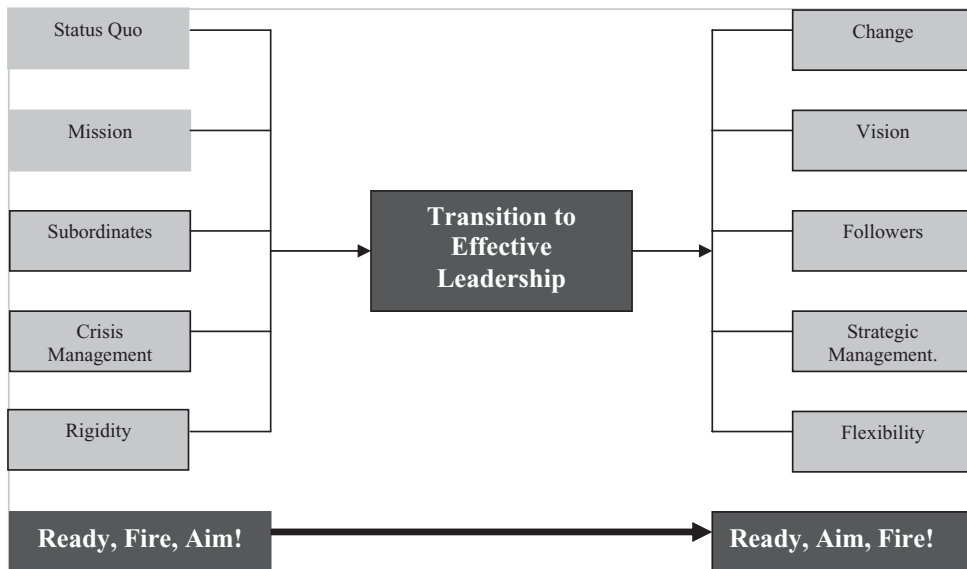 Status Quo
Mission
Subordinates
Crisis
Management
Rigidity
Transition to
Effective
Leadership
Change
Vision
Followers
Strategic
Management.
Flexibility
Ready, Fire, Aim!
Ready, Aim, Fire!